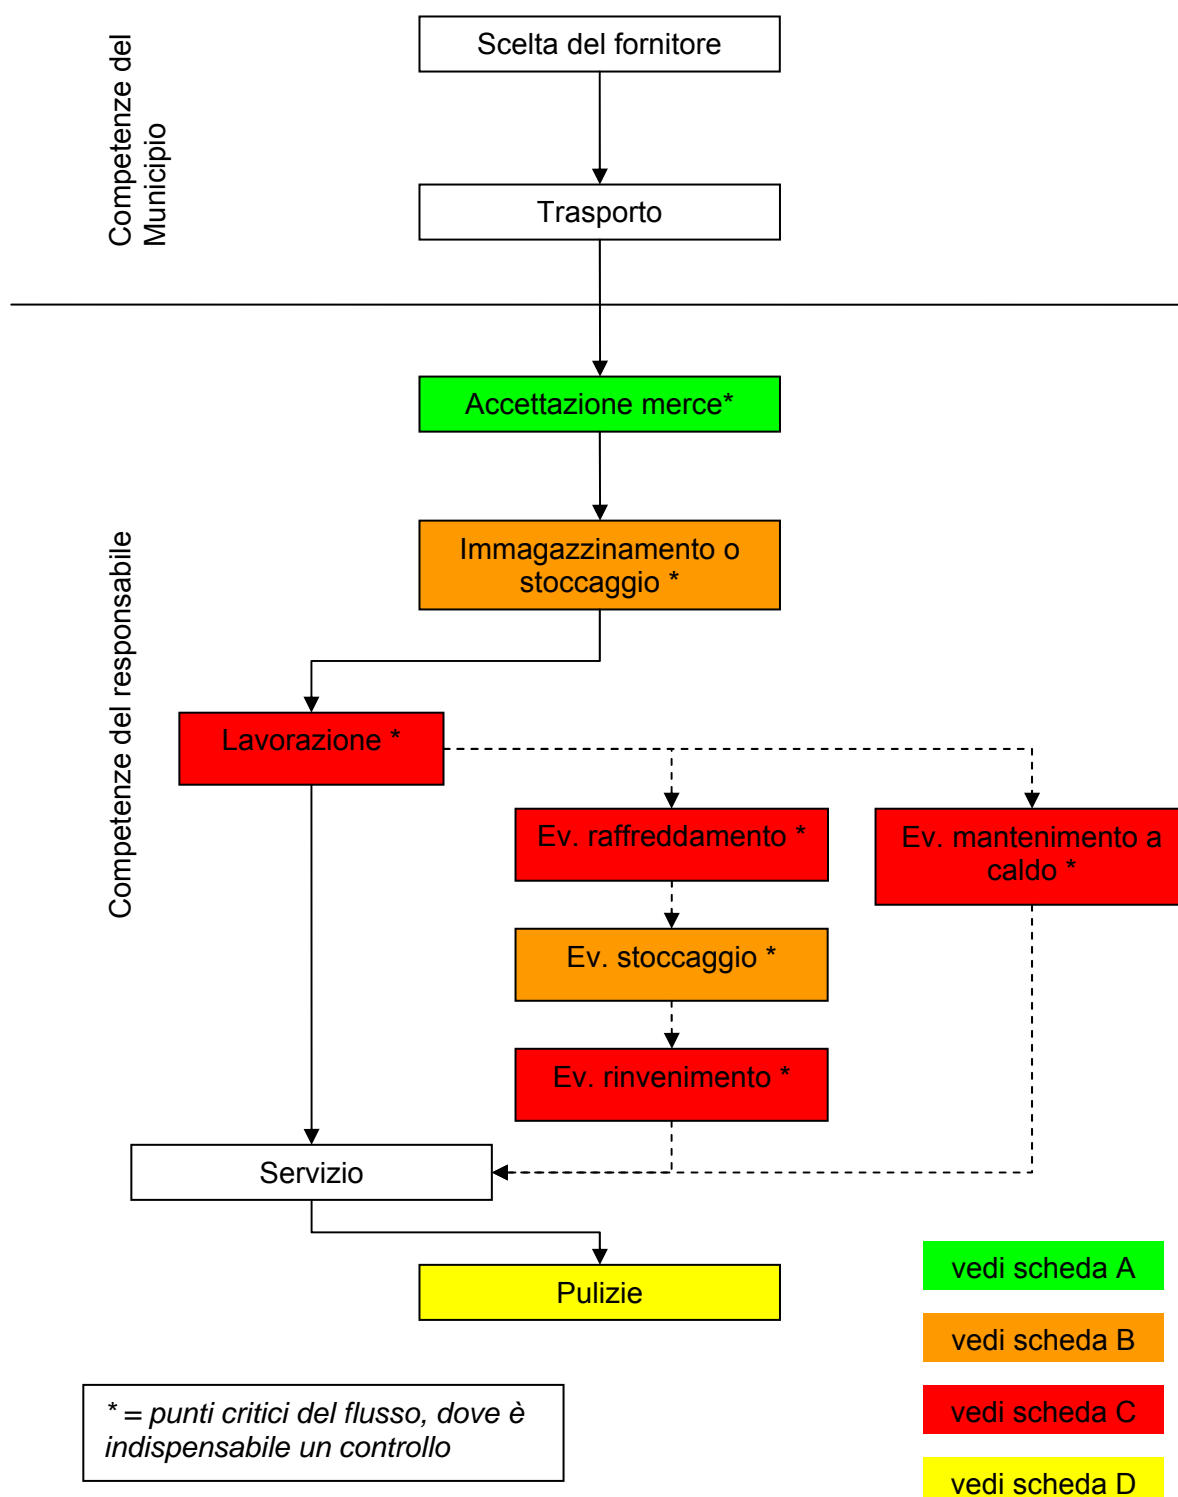 Scelta del fornitore
Competenze del
Municipio
Trasporto
Accettazione merce*
Immagazzinamento o
stoccaggio *
Competenze del responsabile
Lavorazione *
Ev. raffreddamento *
Ev. mantenimento a
caldo *
Ev. stoccaggio *
Ev. rinvenimento *
Servizio
Pulizie
vedi scheda A
vedi scheda B
vedi scheda C
vedi scheda D
* = punti critici del flusso, dove è
indispensabile un controllo